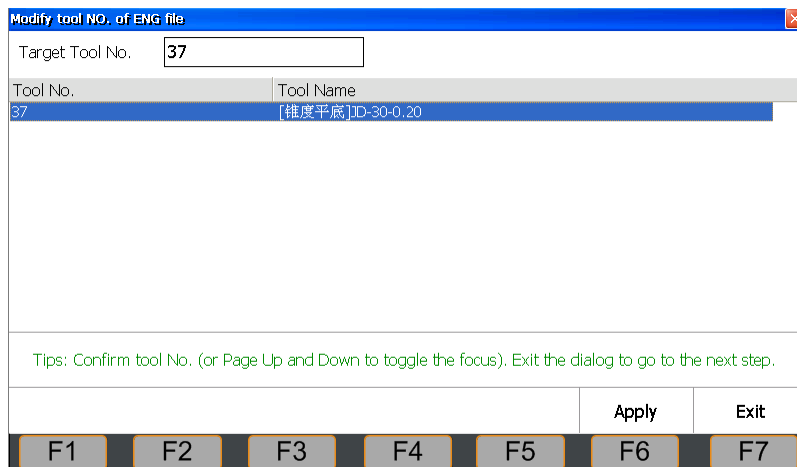 Modify tool NO. of ENG file
Target Tool No. 37
Tool No. Tool Name
37 [锥度平底]JD-30-0.20
Tips: Confirm tool No. (or Page Up and Down to toggle the focus). Exit the dialog to go to the next step.
Apply Exit
F1 F2 F3 F4 F5 F6 F7